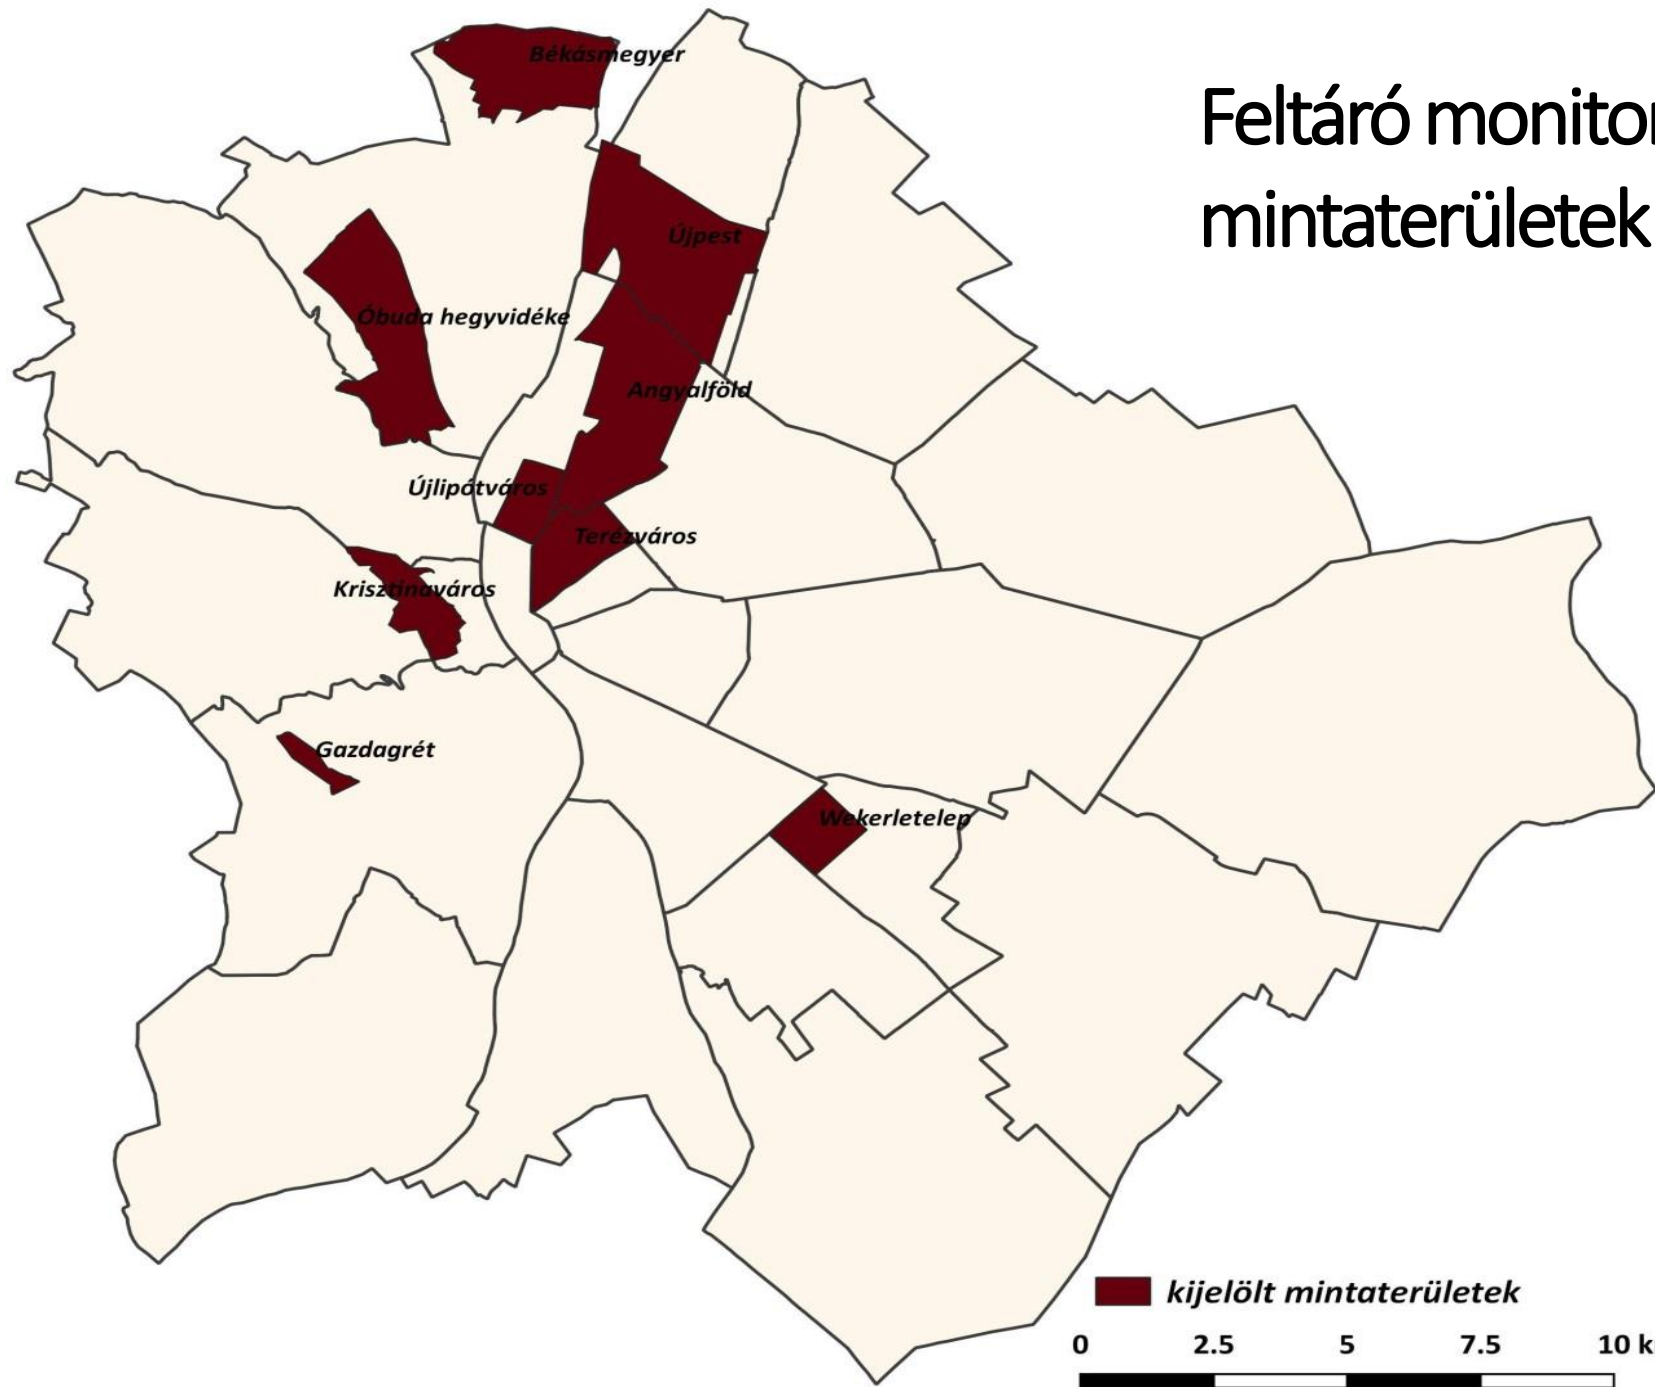 Feltáró
mintaterületek
Békásmegyer
Újpest
Óbuda hegyvidéke
Angyalföld
Újlipótváros
Terézváros
Krisztinaváros
Gazdagrét
Wekerletelep
kijelölt mintaterületek
0 2.5 5 7.5 10